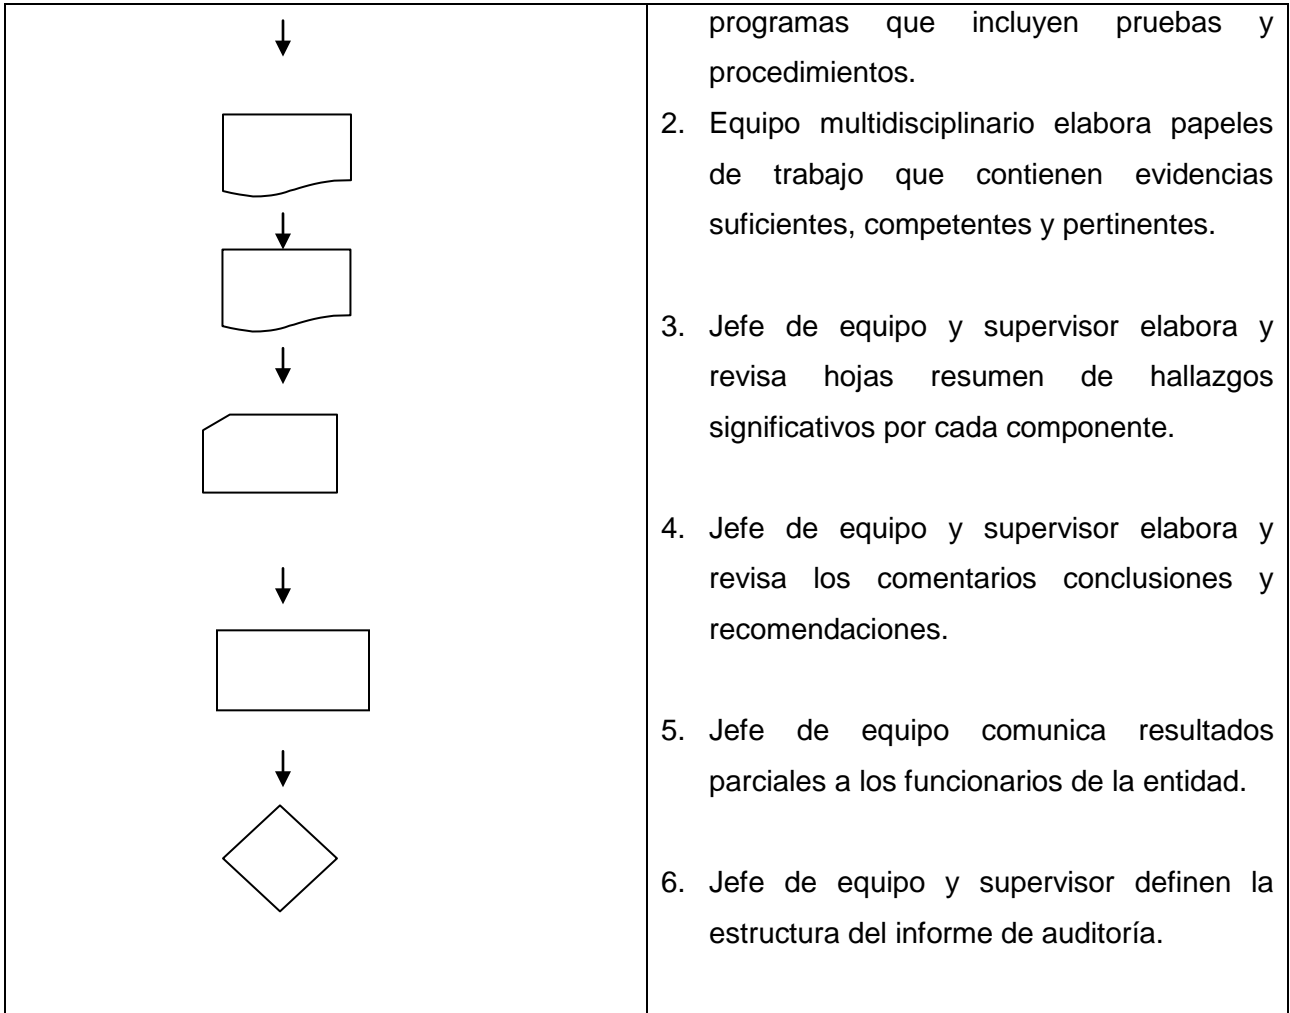 programas que incluyen pruebas y
procedimientos.
2. Equipo multidisciplinario elabora papeles
de trabajo que contienen evidencias
suficientes, competentes y pertinentes.
3. Jefe de equipo y supervisor elabora y
revisa hojas resumen de hallazgos
significativos por cada componente.
4. Jefe de equipo y supervisor elabora y
revisa los comentarios conclusiones y
recomendaciones.
5. Jefe de equipo comunica resultados
parciales a los funcionarios de la entidad.
6. Jefe de equipo y supervisor definen la
estructura del informe de auditoría.